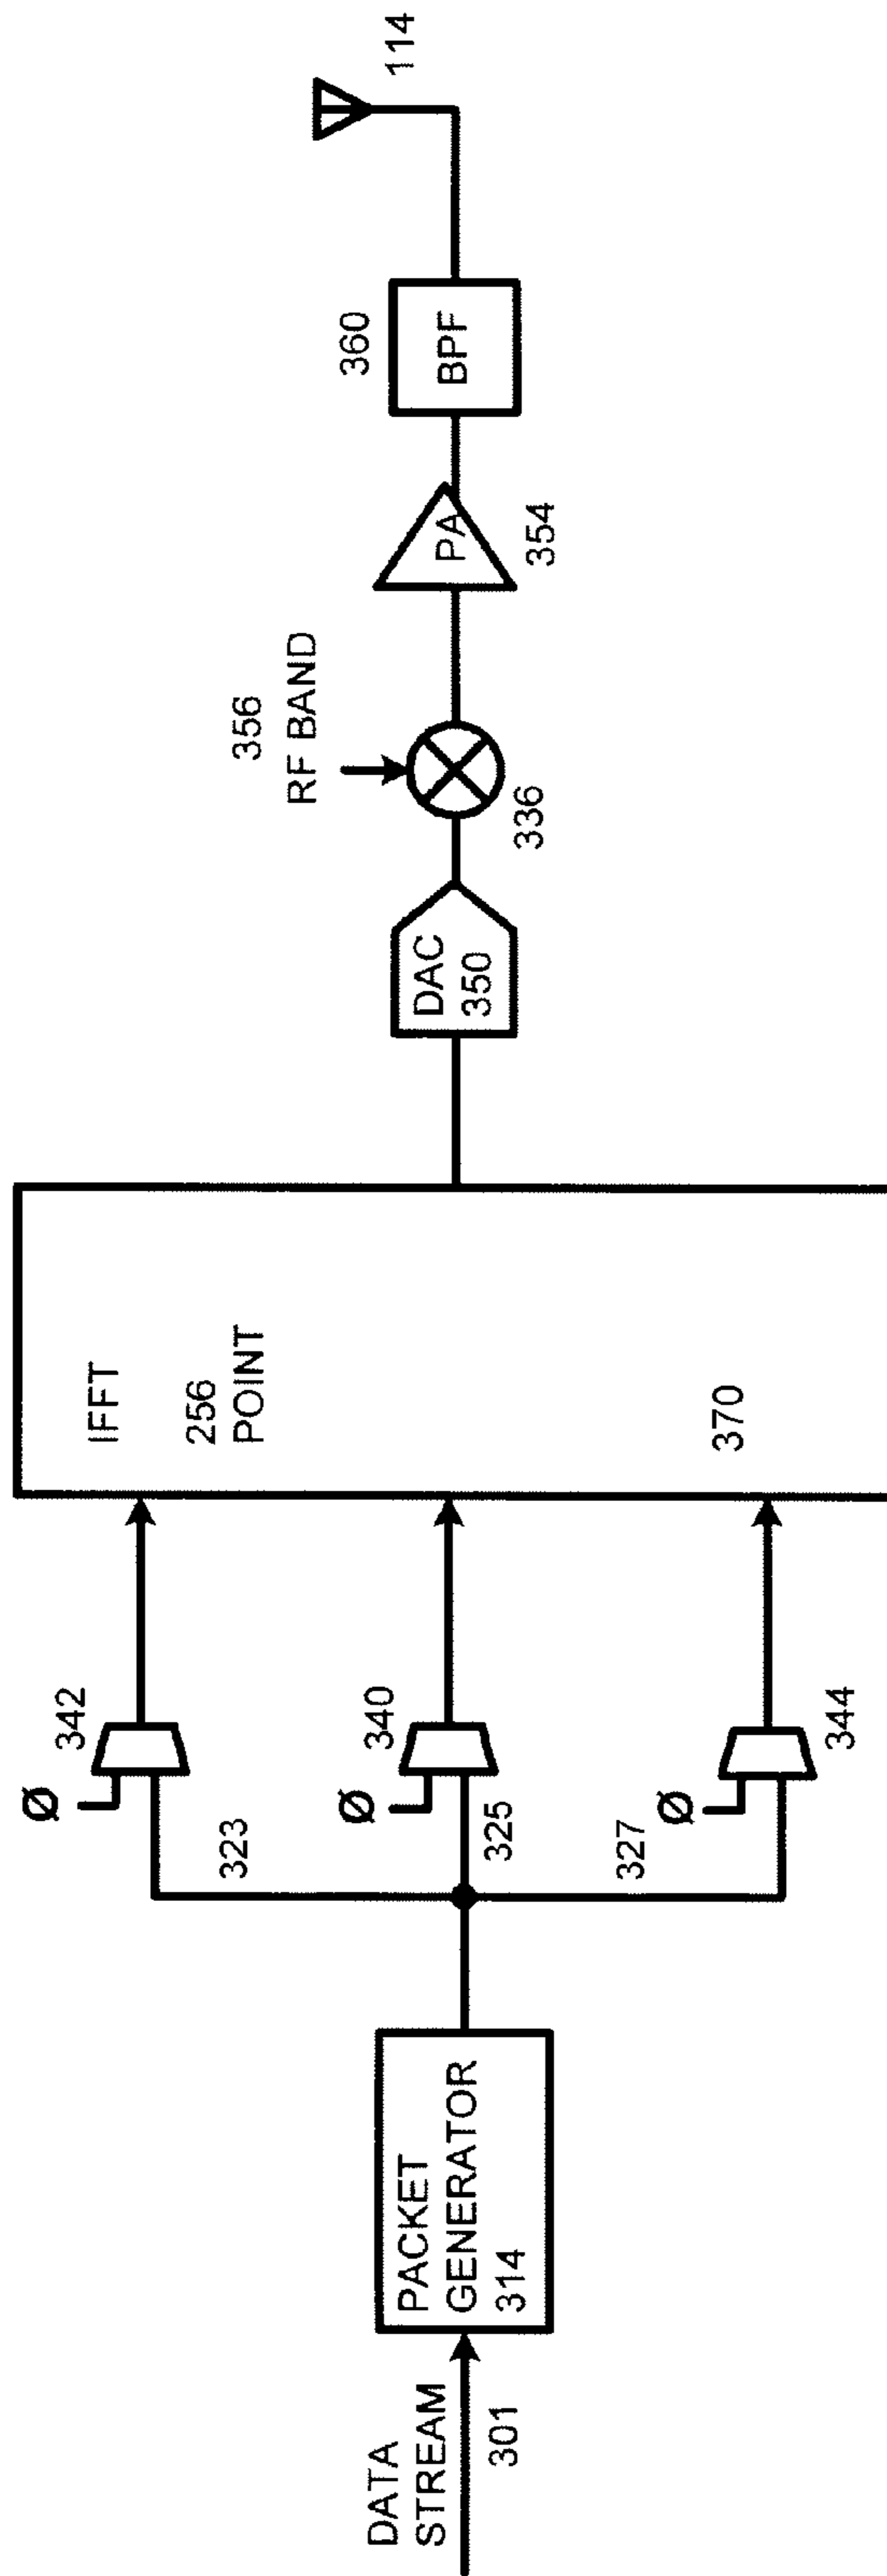 DATA
STREAM
301
PACKET
GENERATOR
314
323
325
327
Ø
342
Ø
340
Ø
344
IFFT
256
POINT
370
DAC
350
356
RF BAND
336
PA
354
360
BPF
114